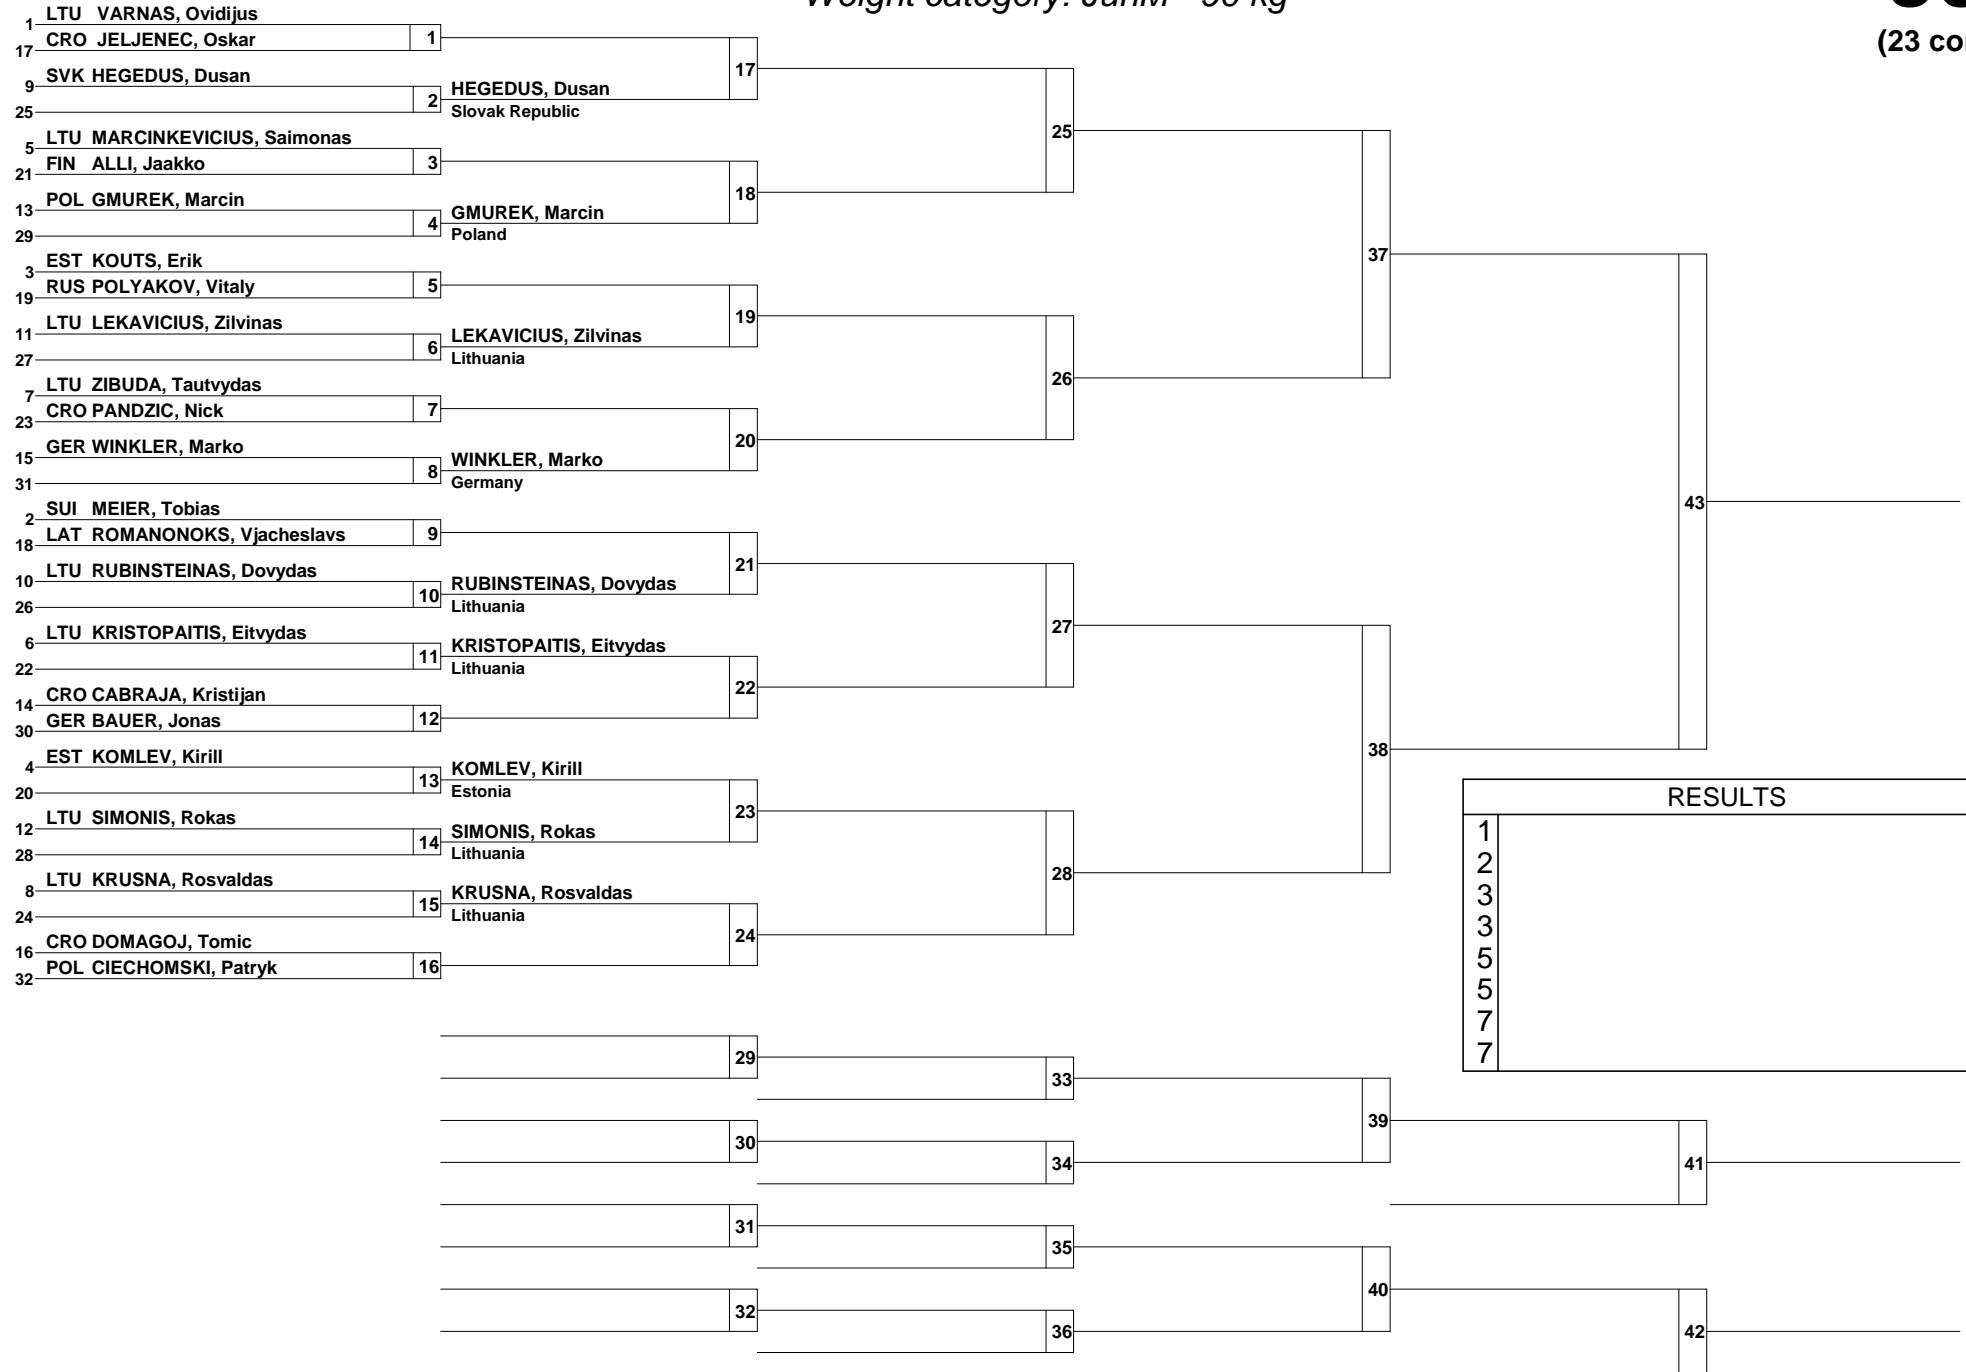 Weight category: JunM - 90 kg
(23 co
1 LTU VARNAS, Ovidijus
17 CRO JELJENEC, Oskar
1
9 SVK HEGEDUS, Dusan
25
2
HEGEDUS, Dusan
Slovak Republic
17
5 LTU MARCINKEVICIUS, Saimonas
21 FIN ALLI, Jaakko
3
13 POL GMUREK, Marcin
29
4
GMUREK, Marcin
Poland
18
25
3 EST KOUTS, Erik
19 RUS POLYAKOV, Vitaly
5
11 LTU LEKAVICIUS, Zilvinas
27
6
LEKAVICIUS, Zilvinas
Lithuania
19
7 LTU ZIBUDA, Tautvydas
23 CRO PANDZIC, Nick
7
15 GER WINKLER, Marko
31
8
WINKLER, Marko
Germany
20
26
37
2 SUI MEIER, Tobias
18 LAT ROMANONOKS, Vjacheslavs
9
10 LTU RUBINSTEINAS, Dovydas
26
10
RUBINSTEINAS, Dovydas
Lithuania
21
6 LTU KRISTOPAITIS, Eitvydas
22
11
KRISTOPAITIS, Eitvydas
Lithuania
14 CRO CABRAJA, Kristijan
30 GER BAUER, Jonas
12
22
27
4 EST KOMLEV, Kirill
20
13
KOMLEV, Kirill
Estonia
12 LTU SIMONIS, Rokas
28
14
SIMONIS, Rokas
Lithuania
23
8 LTU KRUSNA, Rosvaldas
24
15
KRUSNA, Rosvaldas
Lithuania
16 CRO DOMAGOJ, Tomic
32 POL CIECHOMSKI, Patryk
16
24
28
38
43
RESULTS
1
2
3
3
5
5
7
7
29
33
30
34
39
41
31
35
32
36
40
42